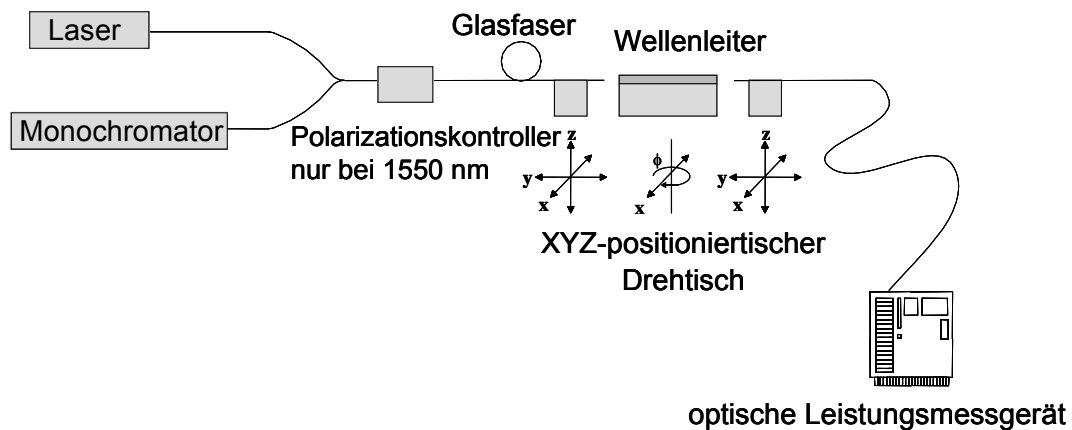 Laser
Monochromator
Glasfaser
Wellenleiter
Polarizationskontroller
nur bei 1550 nm
z
y
x
ϕ
x
z
y
x
XYZ-positioniertischer
Drehtisch
optische Leistungsmessgerät